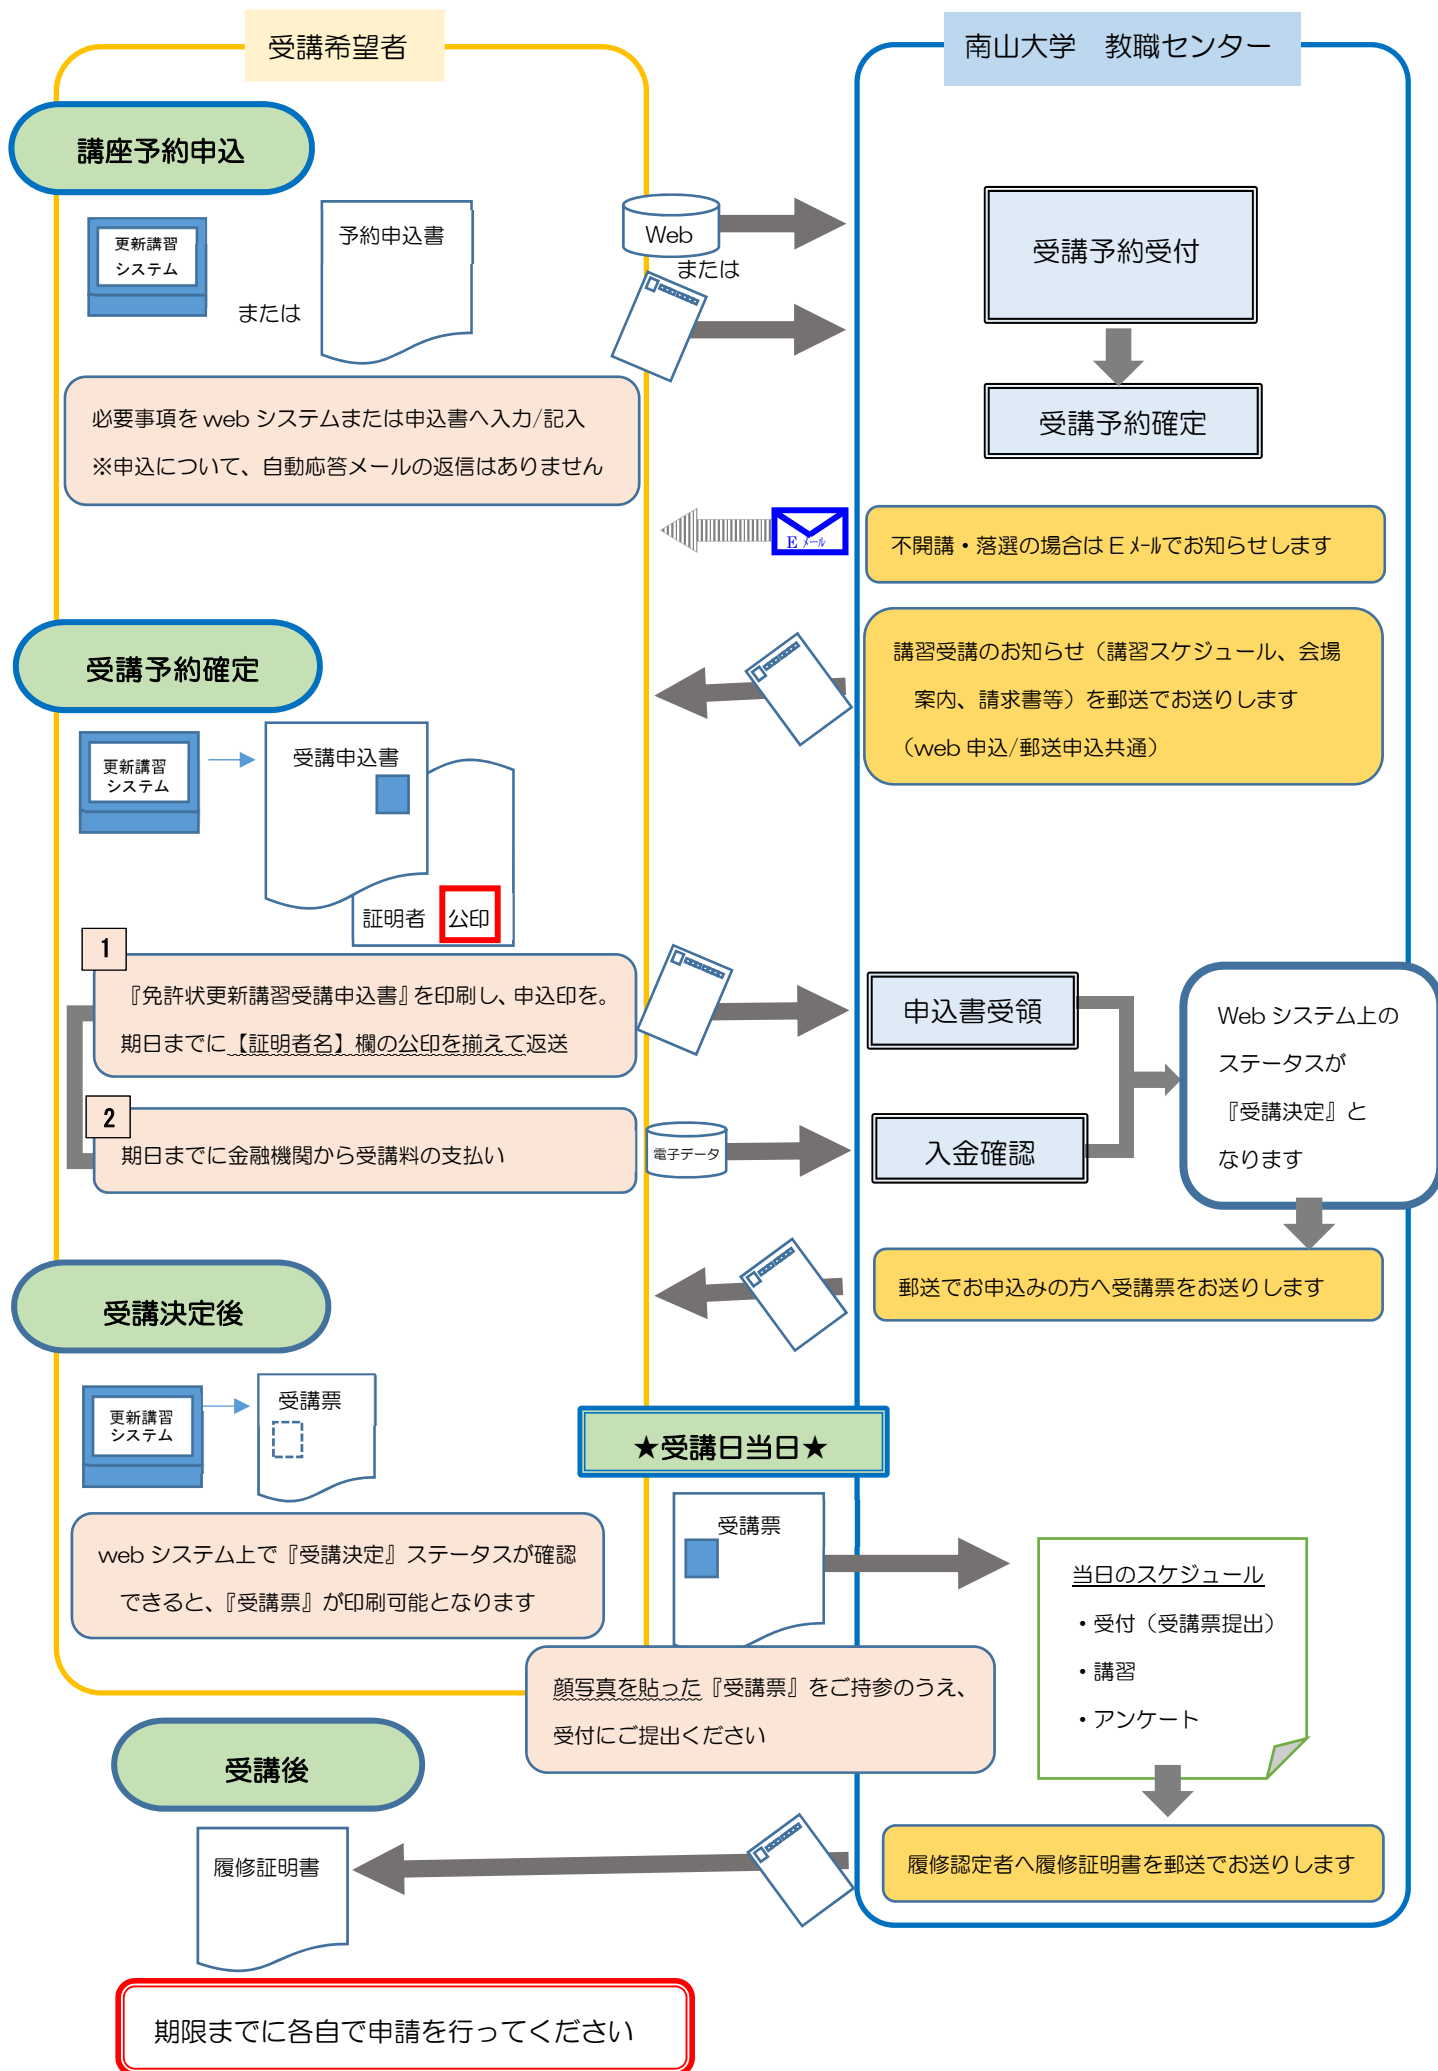 受講希望者
南山大学　教職センター
講座予約申込
更新講習
システム
または
予約申込書
Web
または
受講予約受付
受講予約確定
必要事項を web システムまたは申込書へ入力/記入
※申込について、自動応答メールの返信はありません
E メール
不開講・落選の場合は E メールでお知らせします
講習受講のお知らせ（講習スケジュール、会場
案内、請求書等）を郵送でお送りします
（web 申込/郵送申込共通）
受講予約確定
更新講習
システム
受講申込書
証明者
公印
1
『免許状更新講習受講申込書』を印刷し、申込印を。
期日までに【証明者名】欄の公印を揃えて返送
2
期日までに金融機関から受講料の支払い
電子データ
申込書受領
入金確認
Web システム上の
ステータスが
『受講決定』と
なります
郵送でお申込みの方へ受講票をお送りします
受講決定後
更新講習
システム
受講票
web システム上で『受講決定』ステータスが確認
できると、『受講票』が印刷可能となります
★受講日当日★
受講票
顔写真を貼った『受講票』をご持参のうえ、
受付にご提出ください
当日のスケジュール
・受付（受講票提出）
・講習
・アンケート
受講後
履修証明書
履修認定者へ履修証明書を郵送でお送りします
期限までに各自で申請を行ってください